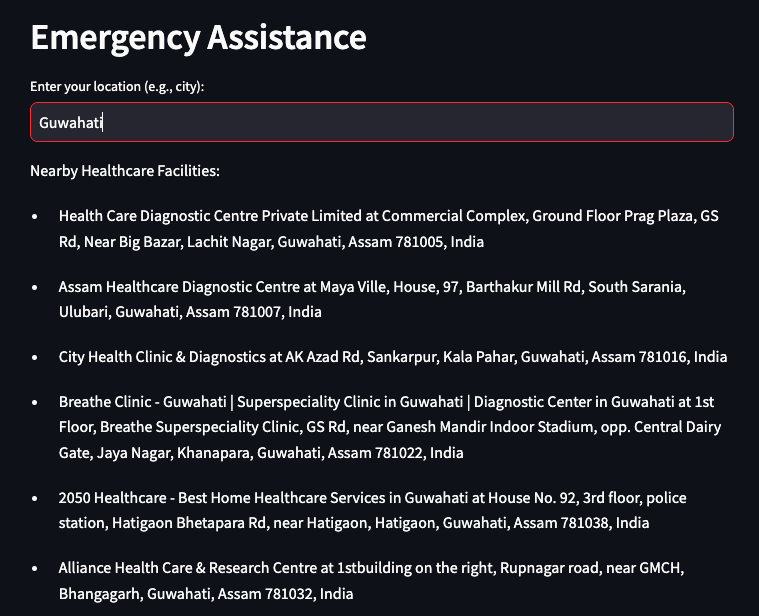 Emergency Assistance
Enter your location (e.g., city):
Guwahati
Nearby Healthcare Facilities:
• Health Care Diagnostic Centre Private Limited at Commercial Complex, Ground Floor Prag Plaza, GS
Rd, Near Big Bazar, Lachit Nagar, Guwahati, Assam 781005, India
• Assam Healthcare Diagnostic Centre at Maya Ville, House, 97, Barthakur Mill Rd, South Sarania,
Ulubari, Guwahati, Assam 781007, India
• City Health Clinic & Diagnostics at AK Azad Rd, Sankarpur, Kala Pahar, Guwahati, Assam 781016, India
• Breathe Clinic - Guwahati | Superspeciality Clinic in Guwahati | Diagnostic Center in Guwahati at 1st
Floor, Breathe Superspeciality Clinic, GS Rd, near Ganesh Mandir Indoor Stadium, opp. Central Dairy
Gate, Jaya Nagar, Khanapara, Guwahati, Assam 781022, India
• 2050 Healthcare - Best Home Healthcare Services in Guwahati at House No. 92, 3rd floor, police
station, Hatigaon Bhetapara Rd, near Hatigaon, Hatigaon, Guwahati, Assam 781038, India
• Alliance Health Care & Research Centre at 1stbuilding on the right, Rupnagar road, near GMCH,
Bhangagarh, Guwahati, Assam 781032, India